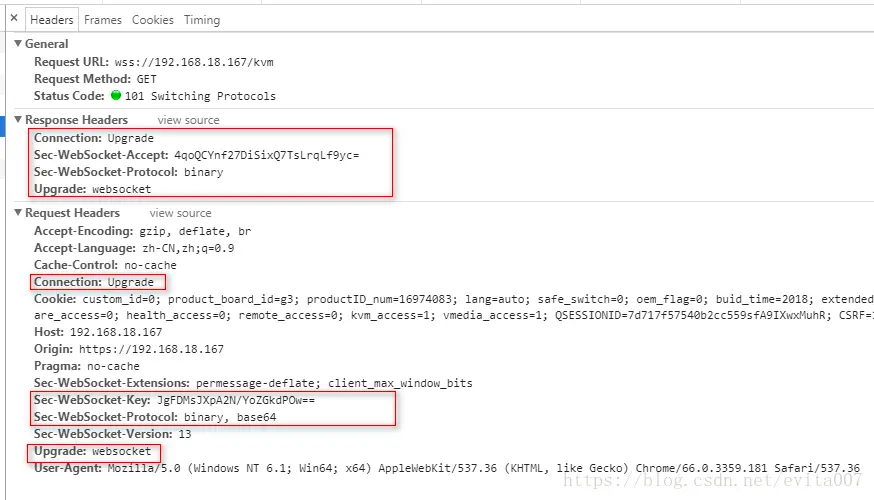 × Headers Frames Cookies Timing
▼ General
Request URL: wss://192.168.18.167/kvm
Request Method: GET
Status Code: 101 Switching Protocols
▼ Response Headers view source
Connection: Upgrade
Sec-WebSocket-Accept: 4qoQCYnf27DiSixQ7TsLrqLf9yc=
Sec-WebSocket-Protocol: binary
Upgrade: websocket
▼ Request Headers view source
Accept-Encoding: gzip, deflate, br
Accept-Language: zh-CN,zh;q=0.9
Cache-Control: no-cache
Connection: Upgrade
Cookie: custom_id=0; product_board_id=g3; productID_num=16974083; lang=auto; safe_switch=0; oem_flag=0; buid_time=2018; extended
are_access=0; health_access=0; remote_access=0; kvm_access=1; vmedia_access=1; QSESSIONID=7d717f57540b2cc559sfA9IXwxMuhR; CSRF=
Host: 192.168.18.167
Origin: https://192.168.18.167
Pragma: no-cache
Sec-WebSocket-Extensions: permessage-deflate; client_max_window_bits
Sec-WebSocket-Key: JgFDMsJXpA2N/YoZGkdPOw==
Sec-WebSocket-Protocol: binary, base64
Sec-WebSocket-Version: 13
Upgrade: websocket
User-Agent: Mozilla/5.0 (Windows NT 6.1; Win64; x64) AppleWebKit/537.36 (KHTML, like Gecko) Chrome/66.0.3359.181 Safari/537.36
https://blog.csdn.net/evita007